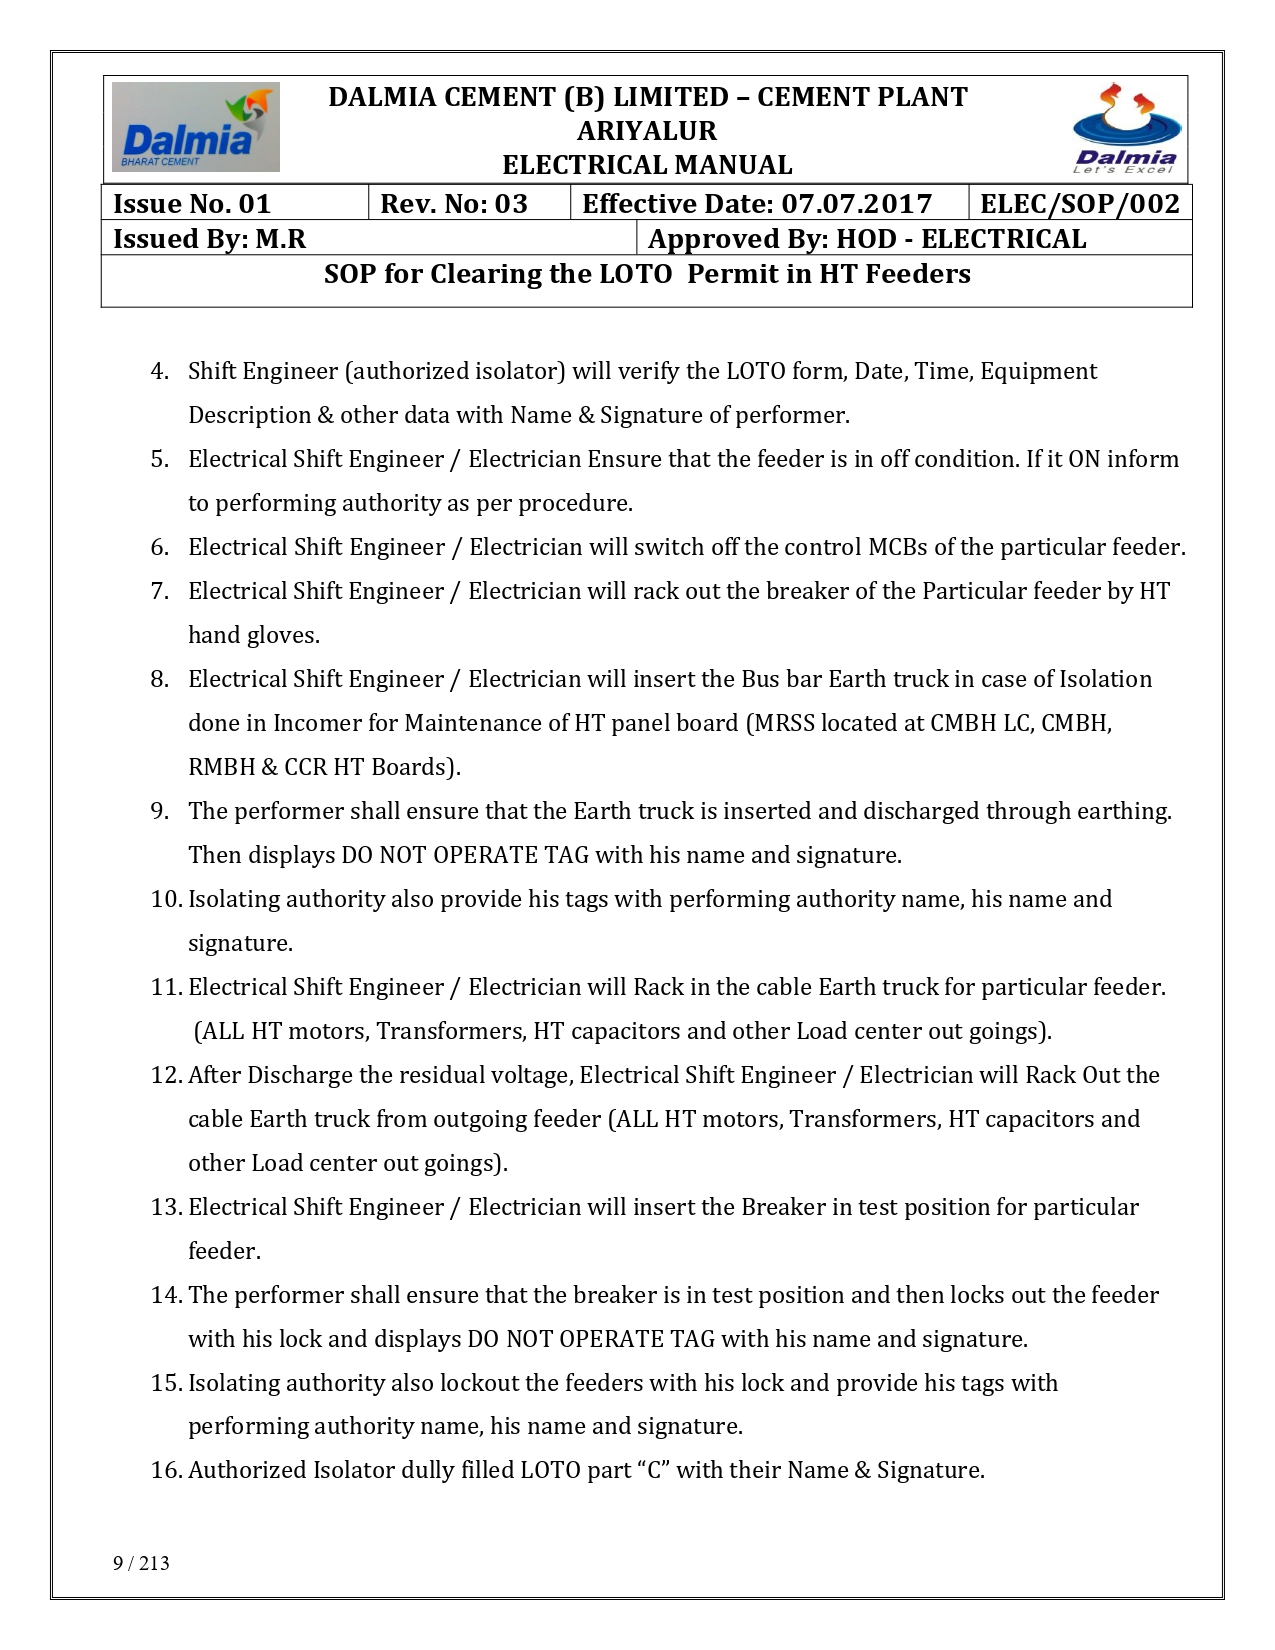 Dalmia
BHARAT CEMENT
DALMIA CEMENT (B) LIMITED – CEMENT PLANT
ARIYALUR
ELECTRICAL MANUAL
Dalmia
Let's Excel
Issue No. 01 Rev. No: 03 Effective Date: 07.07.2017 ELEC/SOP/002
Issued By: M.R Approved By: HOD - ELECTRICAL
SOP for Clearing the LOTO Permit in HT Feeders
4. Shift Engineer (authorized isolator) will verify the LOTO form, Date, Time, Equipment
Description & other data with Name & Signature of performer.
5. Electrical Shift Engineer / Electrician Ensure that the feeder is in off condition. If it ON inform
to performing authority as per procedure.
6. Electrical Shift Engineer / Electrician will switch off the control MCBs of the particular feeder.
7. Electrical Shift Engineer / Electrician will rack out the breaker of the Particular feeder by HT
hand gloves.
8. Electrical Shift Engineer / Electrician will insert the Bus bar Earth truck in case of Isolation
done in Incomer for Maintenance of HT panel board (MRSS located at CMBH LC, CMBH,
RMBH & CCR HT Boards).
9. The performer shall ensure that the Earth truck is inserted and discharged through earthing.
Then displays DO NOT OPERATE TAG with his name and signature.
10. Isolating authority also provide his tags with performing authority name, his name and
signature.
11. Electrical Shift Engineer / Electrician will Rack in the cable Earth truck for particular feeder.
(ALL HT motors, Transformers, HT capacitors and other Load center out goings).
12. After Discharge the residual voltage, Electrical Shift Engineer / Electrician will Rack Out the
cable Earth truck from outgoing feeder (ALL HT motors, Transformers, HT capacitors and
other Load center out goings).
13. Electrical Shift Engineer / Electrician will insert the Breaker in test position for particular
feeder.
14. The performer shall ensure that the breaker is in test position and then locks out the feeder
with his lock and displays DO NOT OPERATE TAG with his name and signature.
15. Isolating authority also lockout the feeders with his lock and provide his tags with
performing authority name, his name and signature.
16. Authorized Isolator dully filled LOTO part “C” with their Name & Signature.
9 / 213